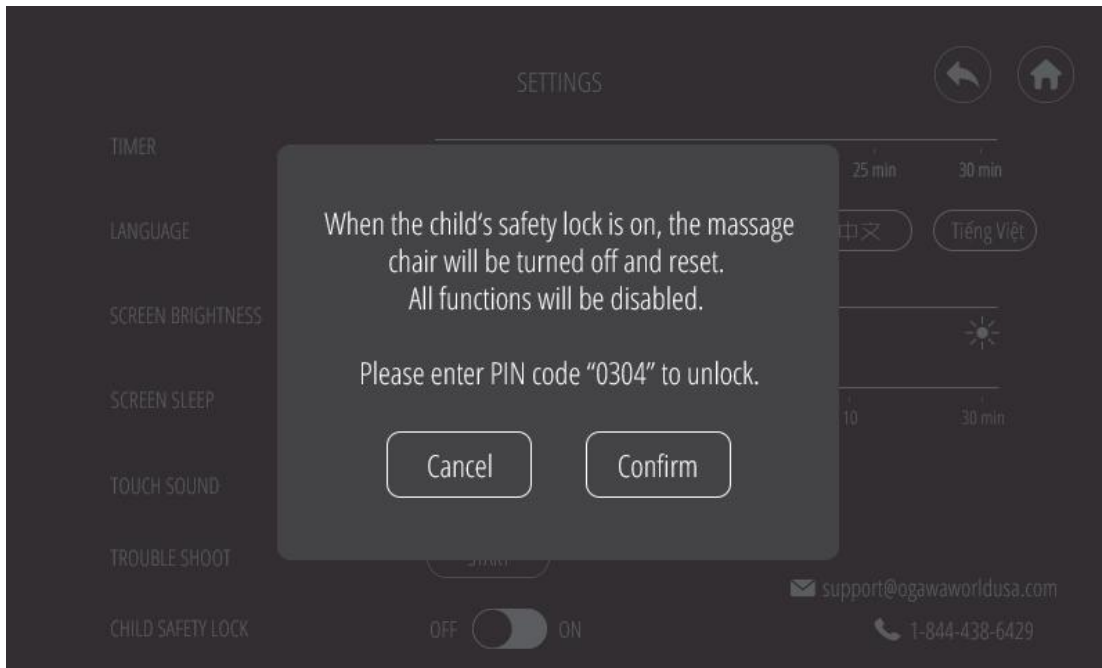 SETTINGS
TIMER
25 min
30 min
When the child's safety lock is on, the massage
chair will be turned off and reset.
All functions will be disabled.
Please enter PIN code “0304” to unlock.
Cancel
Confirm
LANGUAGE
中文
Tiếng Việt
SCREEN BRIGHTNESS
SCREEN SLEEP
10
30 min
TOUCH SOUND
TROUBLE SHOOT
START
support@ogawaworldusa.com
CHILD SAFETY LOCK
OFF
ON
1-844-438-6429